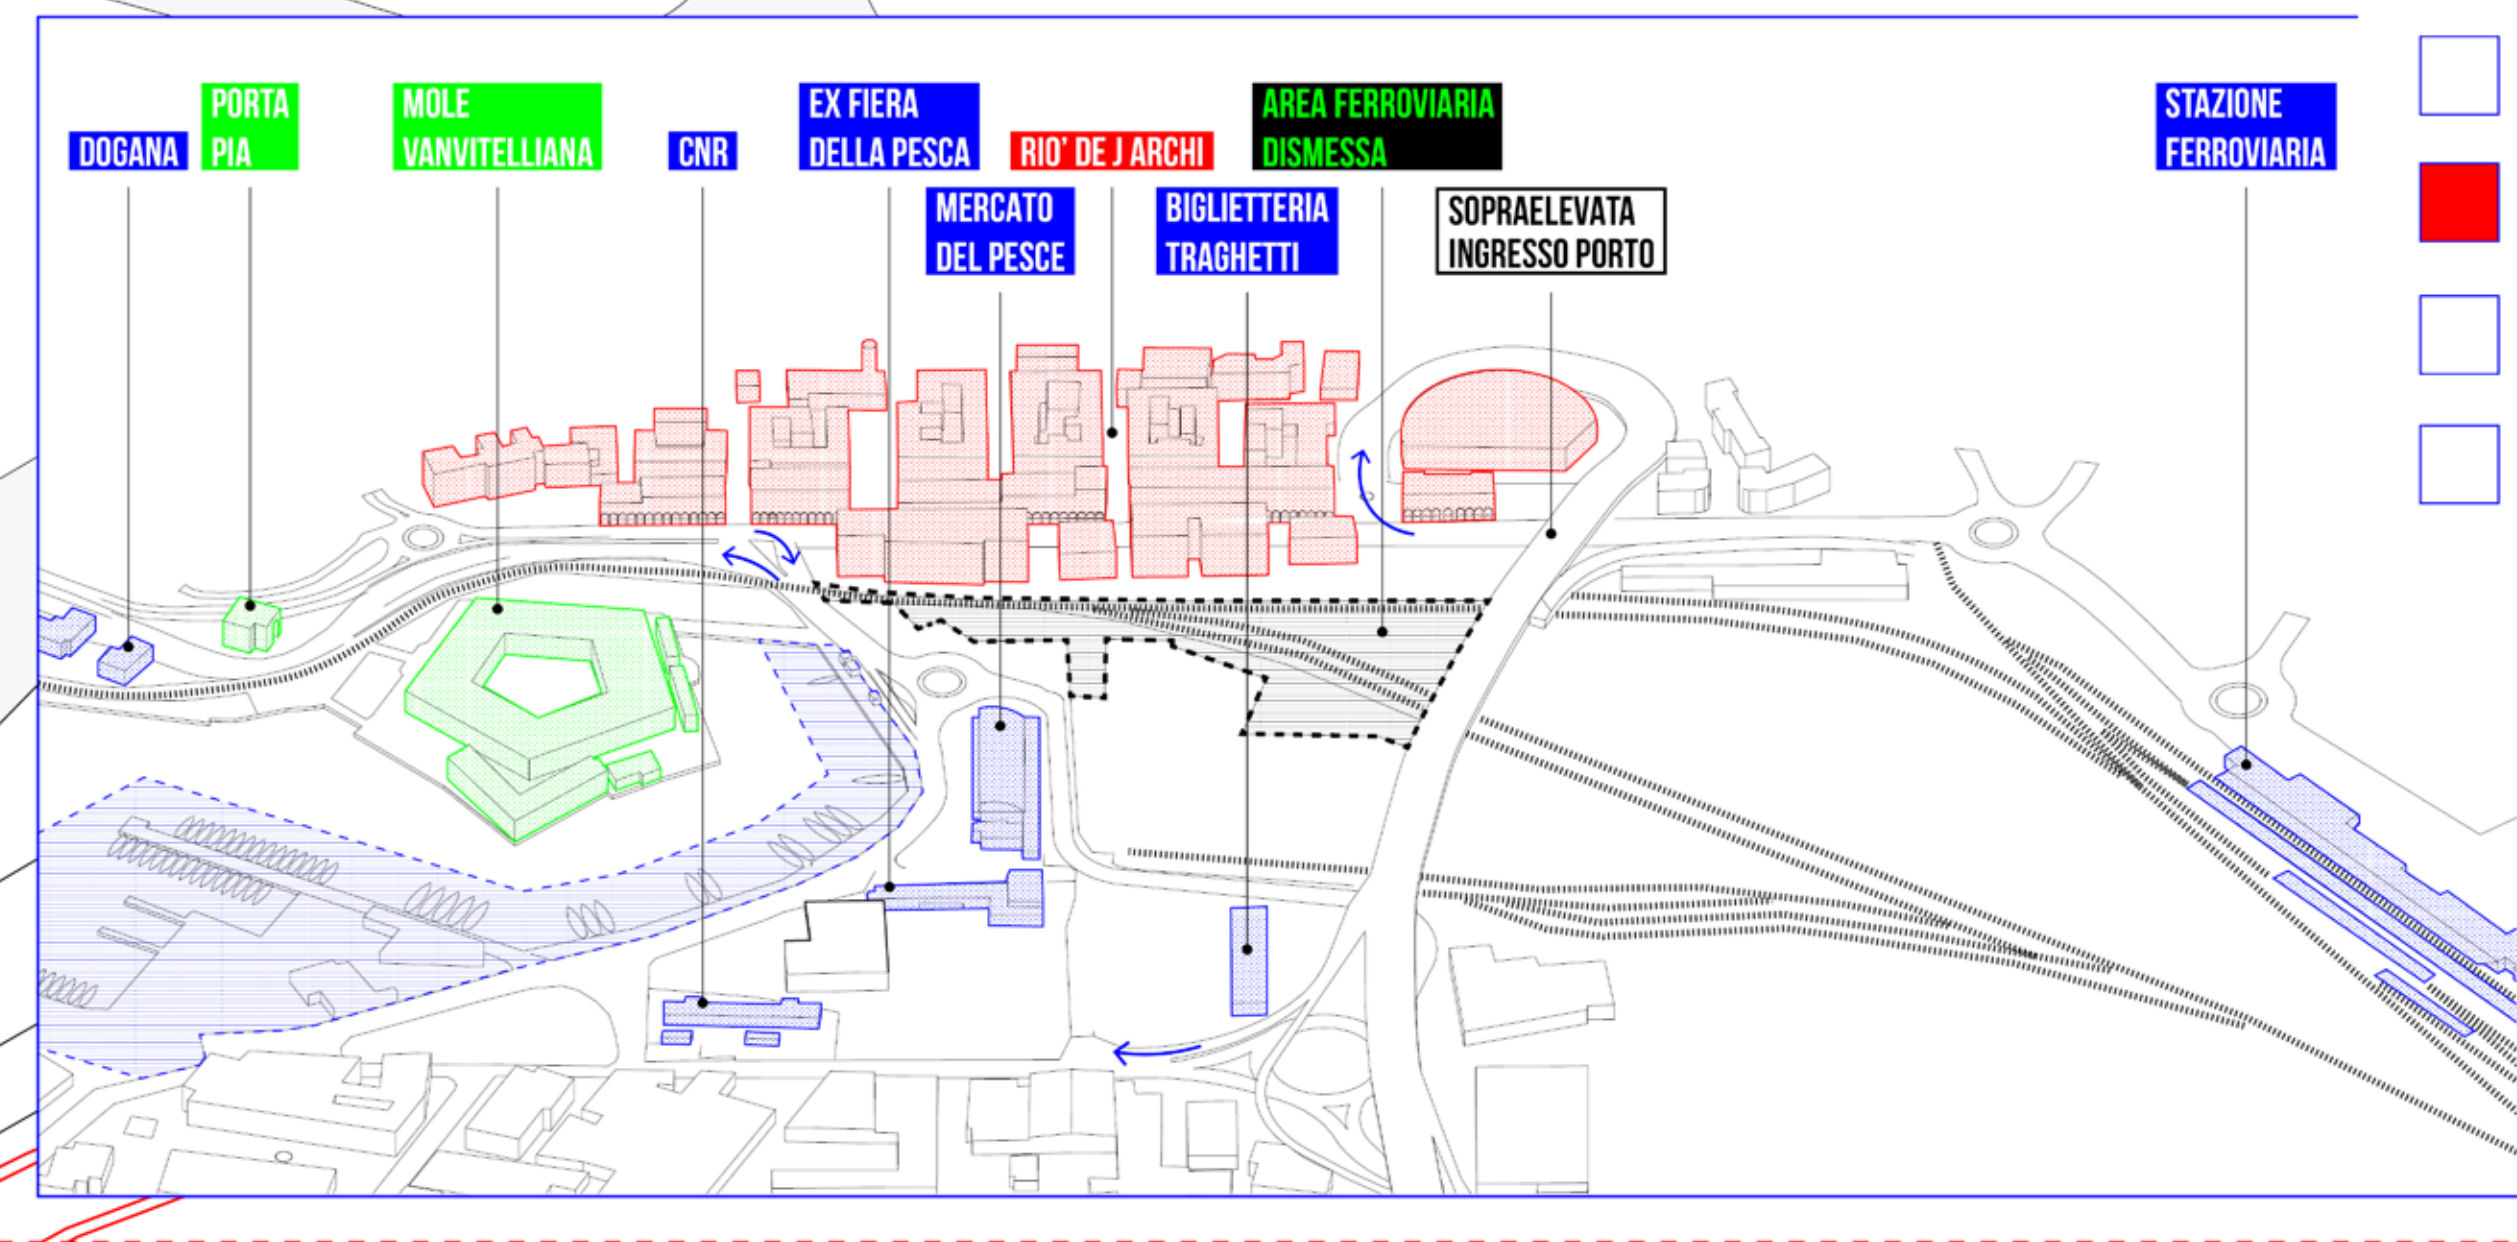 DOGANA
PORTA
PIA
MOLE
VANVITELLIANA
CNR
EX FIERA
DELLA PESCA
MERCATO
DEL PESCE
RIO' DE J ARCHI
BIGLIETTERIA
TRAGHETTI
AREA FERROVIARIA
DISMESSA
SOPRAELEVATA
INGRESSO PORTO
STAZIONE
FERROVIARIA